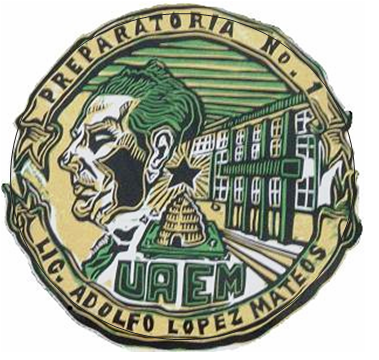 PREPARATORIA No. 1
UAEM
LIC. ADOLFO LOPEZ MATEOS